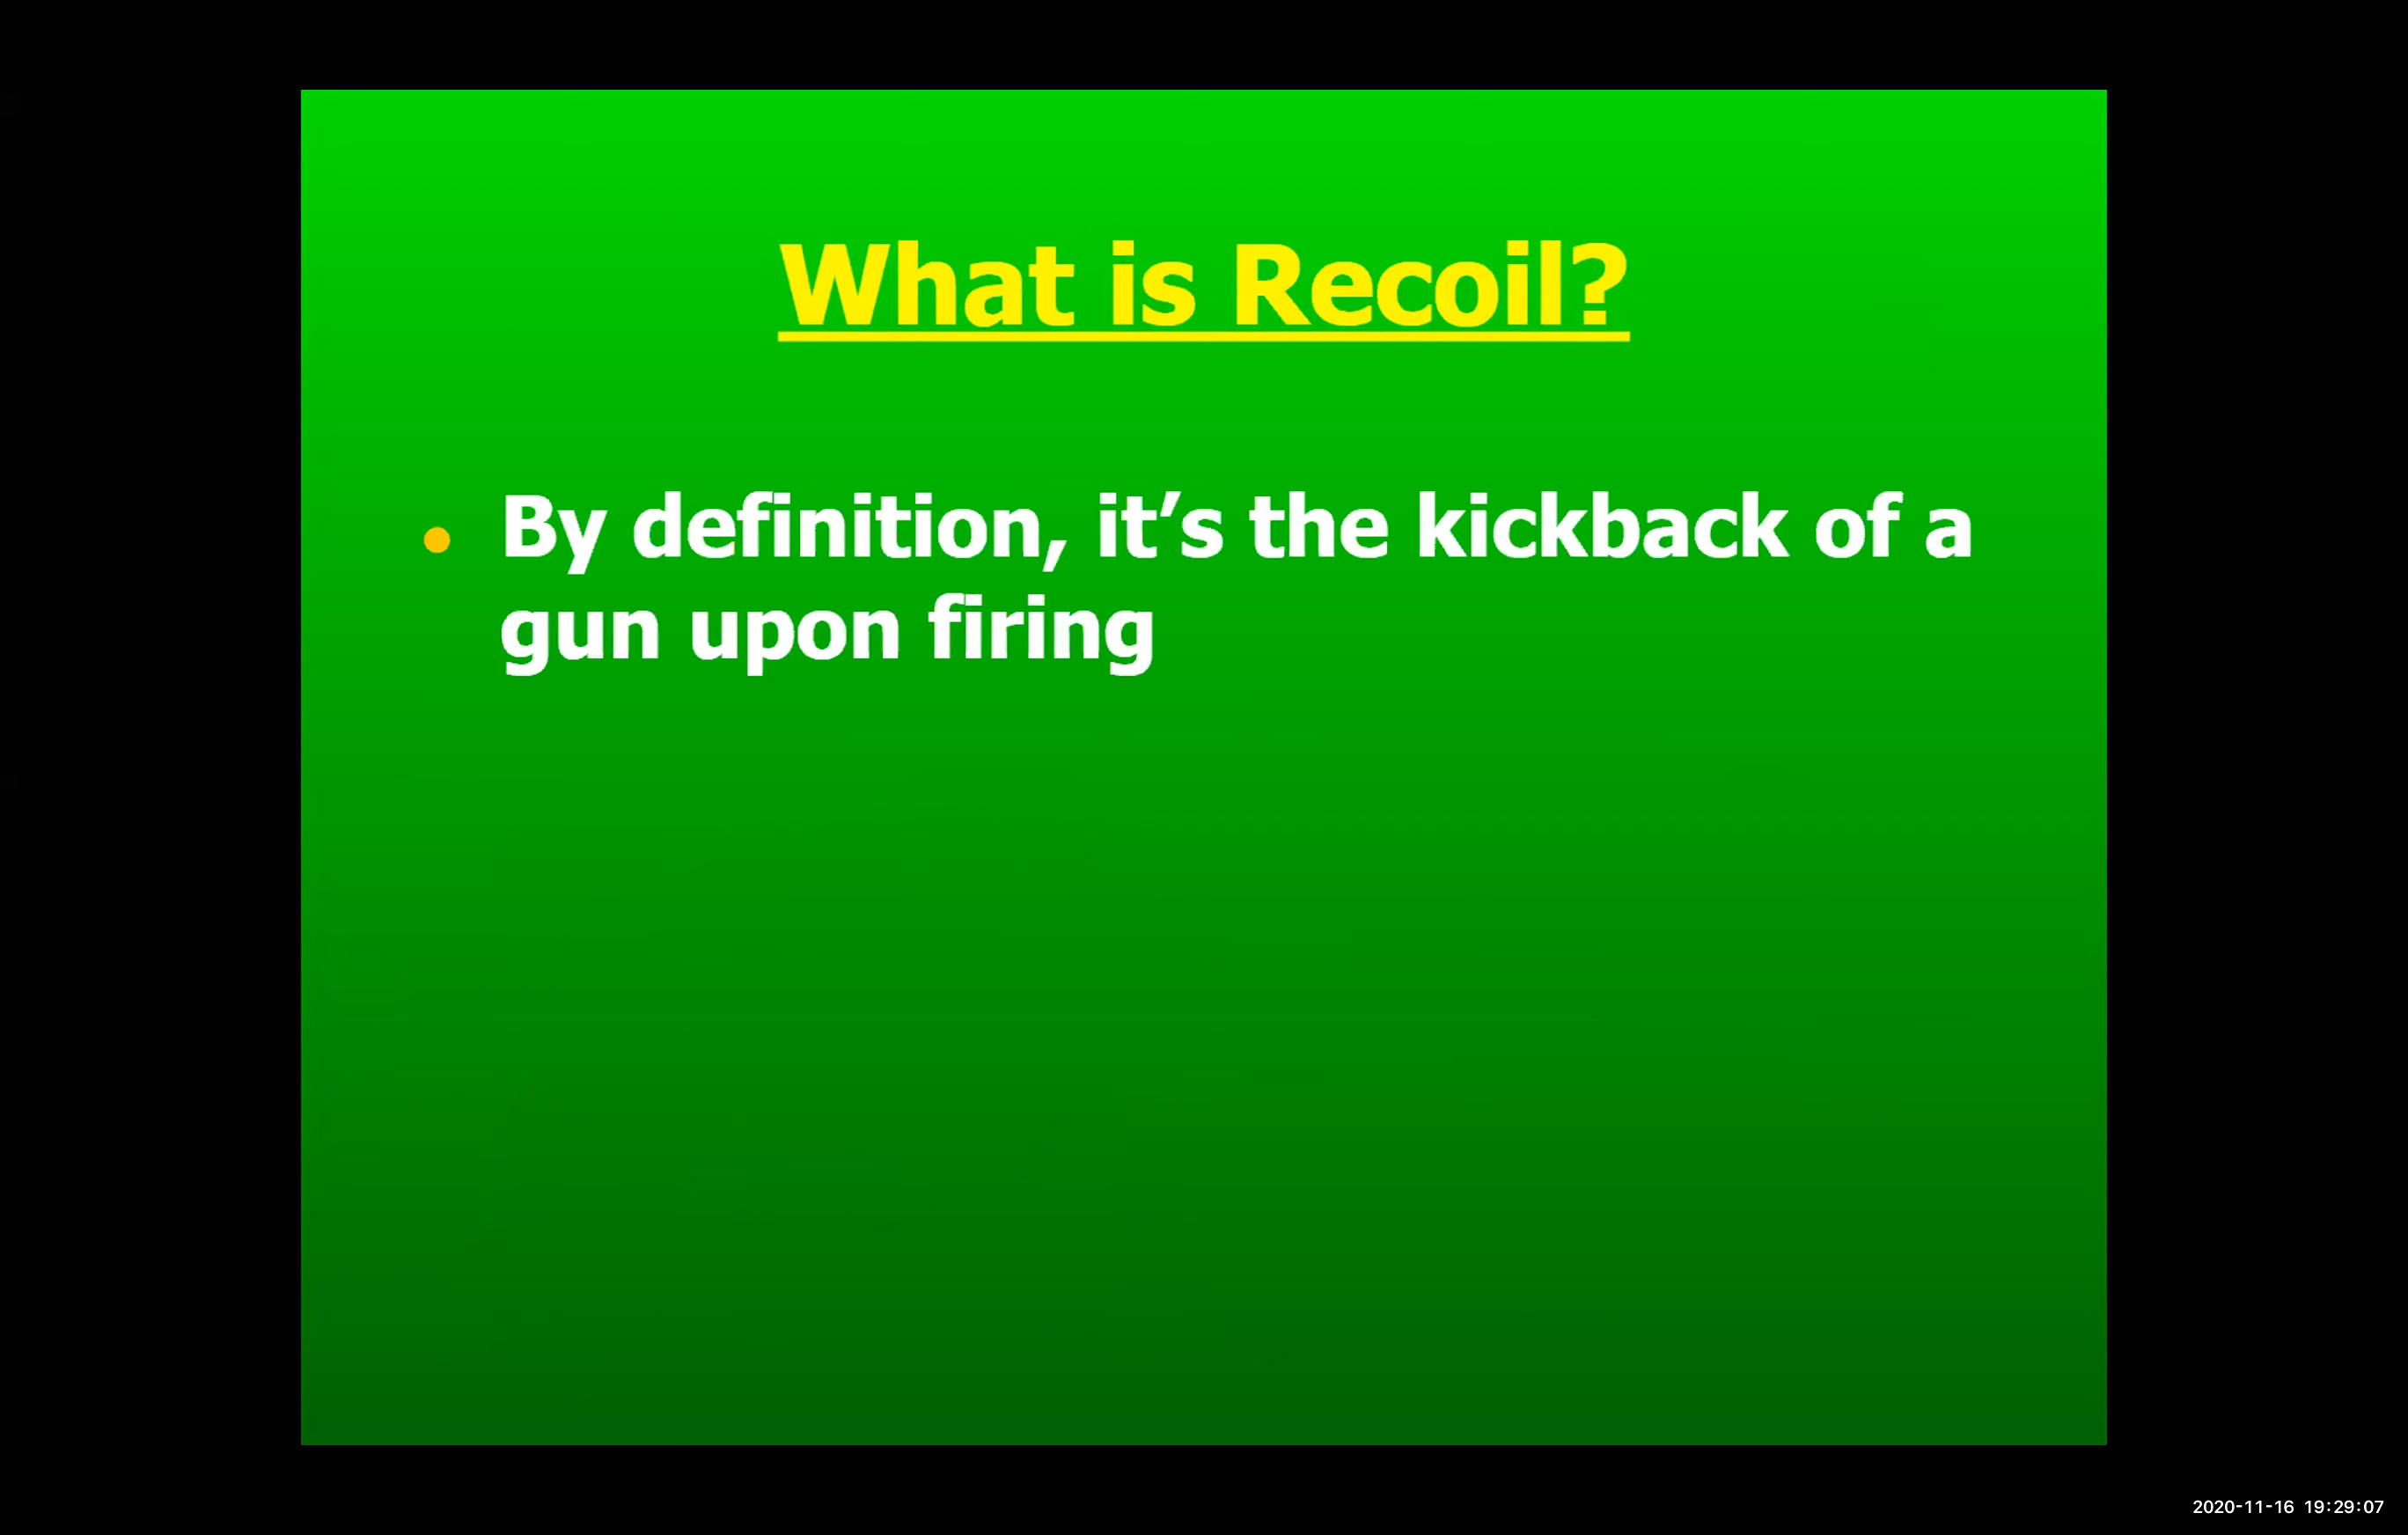 What is Recoil?
By definition, it’s the kickback of a
gun upon firing
2020-11-16 19:29:07